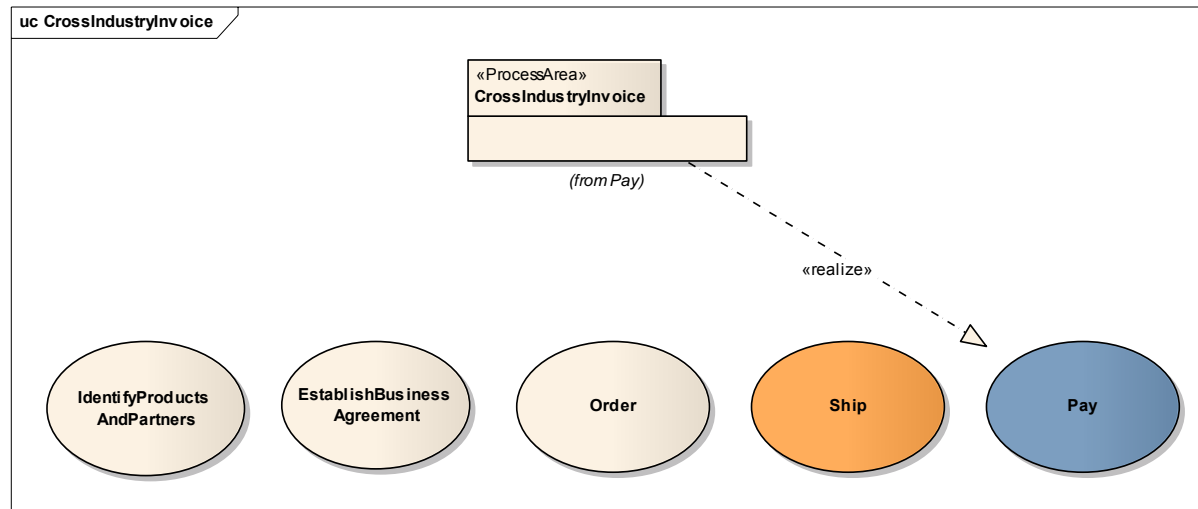 uc CrossIndustryInvoice
«ProcessArea»
CrossIndustryInvoice
(from Pay)
«realize»
IdentifyProducts
AndPartners
EstablishBusiness
Agreement
Order
Ship
Pay